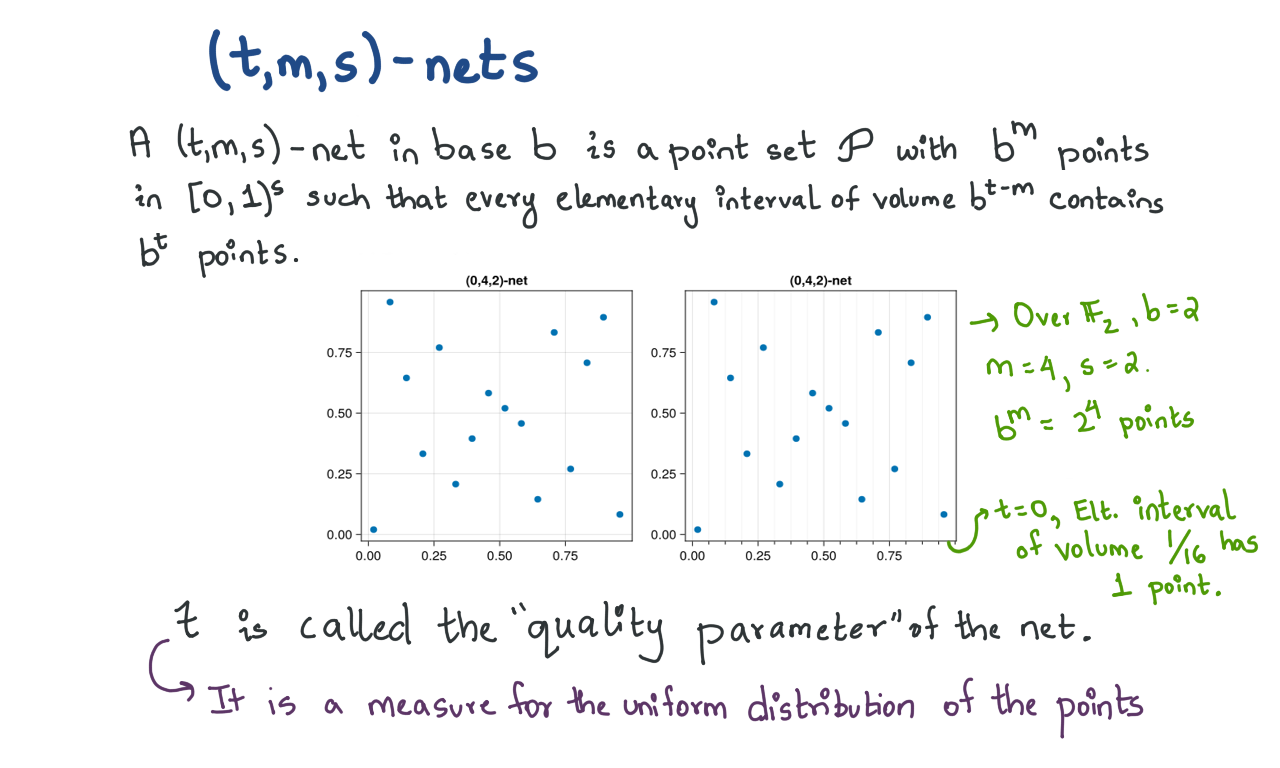 (t,m,s)-nets
A (t,m,s)-net in base b is a point set 𝒫 with b^m points
in [0,1)^s such that every elementary interval of volume b^{t-m} contains
b^t points.
(0,4,2)-net
0.75
0.50
0.25
0.00
0.00 0.25 0.50 0.75
(0,4,2)-net
0.75
0.50
0.25
0.00
0.00 0.25 0.50 0.75
→ Over 𝔽_2, b=2
m=4, s=2.
b^m = 2^4 points
t=0, Elt. interval
of volume 1/16 has
1 point.
t is called the "quality parameter" of the net.
It is a measure for the uniform distribution of the points